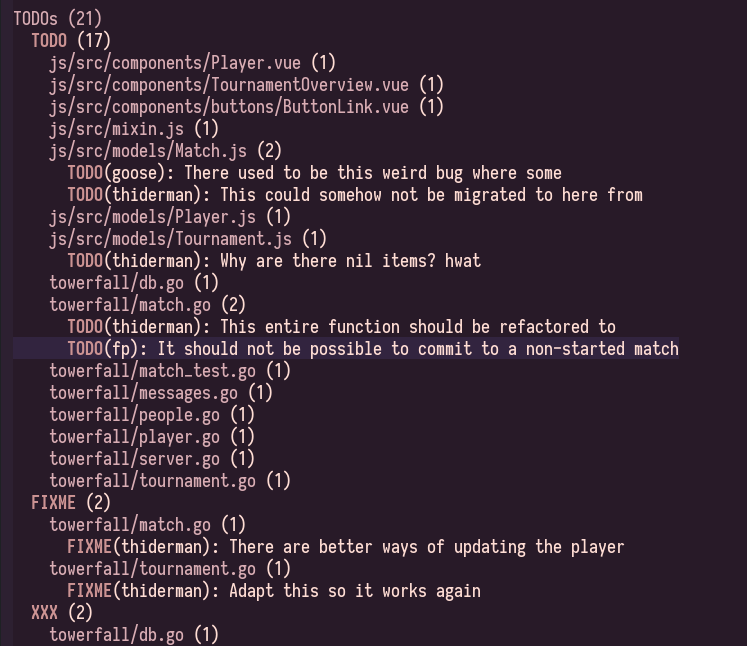 TODOs (21)
TODO (17)
js/src/components/Player.vue (1)
js/src/components/TournamentOverview.vue (1)
js/src/components/buttons/ButtonLink.vue (1)
js/src/mixin.js (1)
js/src/models/Match.js (2)
TODO(goose): There used to be this weird bug where some
TODO(thiderman): This could somehow not be migrated to here from
js/src/models/Player.js (1)
js/src/models/Tournament.js (1)
TODO(thiderman): Why are there nil items? hwat
towerfall/db.go (1)
towerfall/match.go (2)
TODO(thiderman): This entire function should be refactored to
TODO(fp): It should not be possible to commit to a non-started match
towerfall/match_test.go (1)
towerfall/messages.go (1)
towerfall/people.go (1)
towerfall/player.go (1)
towerfall/server.go (1)
towerfall/tournament.go (1)
FIXME (2)
towerfall/match.go (1)
FIXME(thiderman): There are better ways of updating the player
towerfall/tournament.go (1)
FIXME(thiderman): Adapt this so it works again
XXX (2)
towerfall/db.go (1)